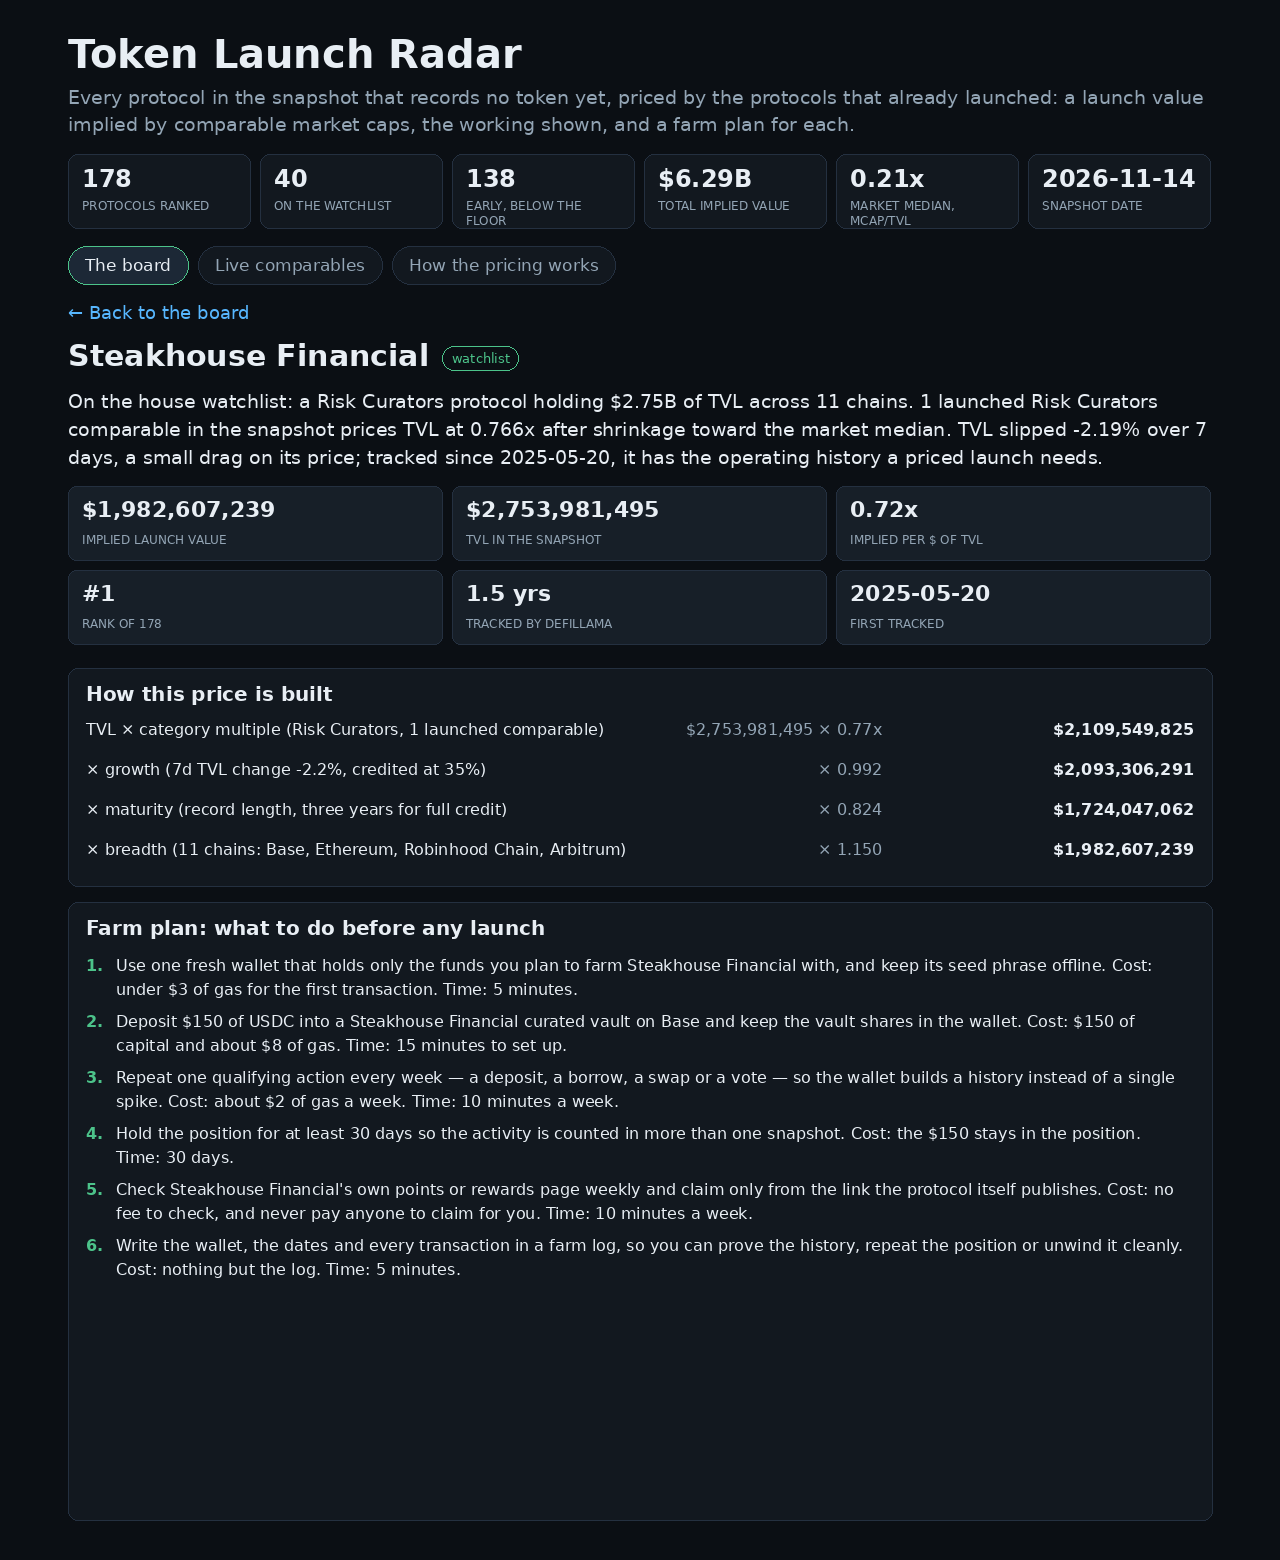 Token Launch Radar
Every protocol in the snapshot that records no token yet, priced by the protocols that already launched: a launch value
implied by comparable market caps, the working shown, and a farm plan for each.
178
PROTOCOLS RANKED
40
ON THE WATCHLIST
138
EARLY, BELOW THE
FLOOR
$6.29B
TOTAL IMPLIED VALUE
0.21x
MARKET MEDIAN,
MCAP/TVL
2026-11-14
SNAPSHOT DATE
The board
Live comparables
How the pricing works
← Back to the board
Steakhouse Financial watchlist
On the house watchlist: a Risk Curators protocol holding $2.75B of TVL across 11 chains. 1 launched Risk Curators
comparable in the snapshot prices TVL at 0.766x after shrinkage toward the market median. TVL slipped -2.19% over 7
days, a small drag on its price; tracked since 2025-05-20, it has the operating history a priced launch needs.
$1,982,607,239
IMPLIED LAUNCH VALUE
$2,753,981,495
TVL IN THE SNAPSHOT
0.72x
IMPLIED PER $ OF TVL
#1
RANK OF 178
1.5 yrs
TRACKED BY DEFILLAMA
2025-05-20
FIRST TRACKED
How this price is built
TVL × category multiple (Risk Curators, 1 launched comparable) $2,753,981,495 × 0.77x $2,109,549,825
× growth (7d TVL change -2.2%, credited at 35%) × 0.992 $2,093,306,291
× maturity (record length, three years for full credit) × 0.824 $1,724,047,062
× breadth (11 chains: Base, Ethereum, Robinhood Chain, Arbitrum) × 1.150 $1,982,607,239
Farm plan: what to do before any launch
1. Use one fresh wallet that holds only the funds you plan to farm Steakhouse Financial with, and keep its seed phrase offline. Cost:
under $3 of gas for the first transaction. Time: 5 minutes.
2. Deposit $150 of USDC into a Steakhouse Financial curated vault on Base and keep the vault shares in the wallet. Cost: $150 of
capital and about $8 of gas. Time: 15 minutes to set up.
3. Repeat one qualifying action every week — a deposit, a borrow, a swap or a vote — so the wallet builds a history instead of a single
spike. Cost: about $2 of gas a week. Time: 10 minutes a week.
4. Hold the position for at least 30 days so the activity is counted in more than one snapshot. Cost: the $150 stays in the position.
Time: 30 days.
5. Check Steakhouse Financial's own points or rewards page weekly and claim only from the link the protocol itself publishes. Cost: no
fee to check, and never pay anyone to claim for you. Time: 10 minutes a week.
6. Write the wallet, the dates and every transaction in a farm log, so you can prove the history, repeat the position or unwind it cleanly.
Cost: nothing but the log. Time: 5 minutes.